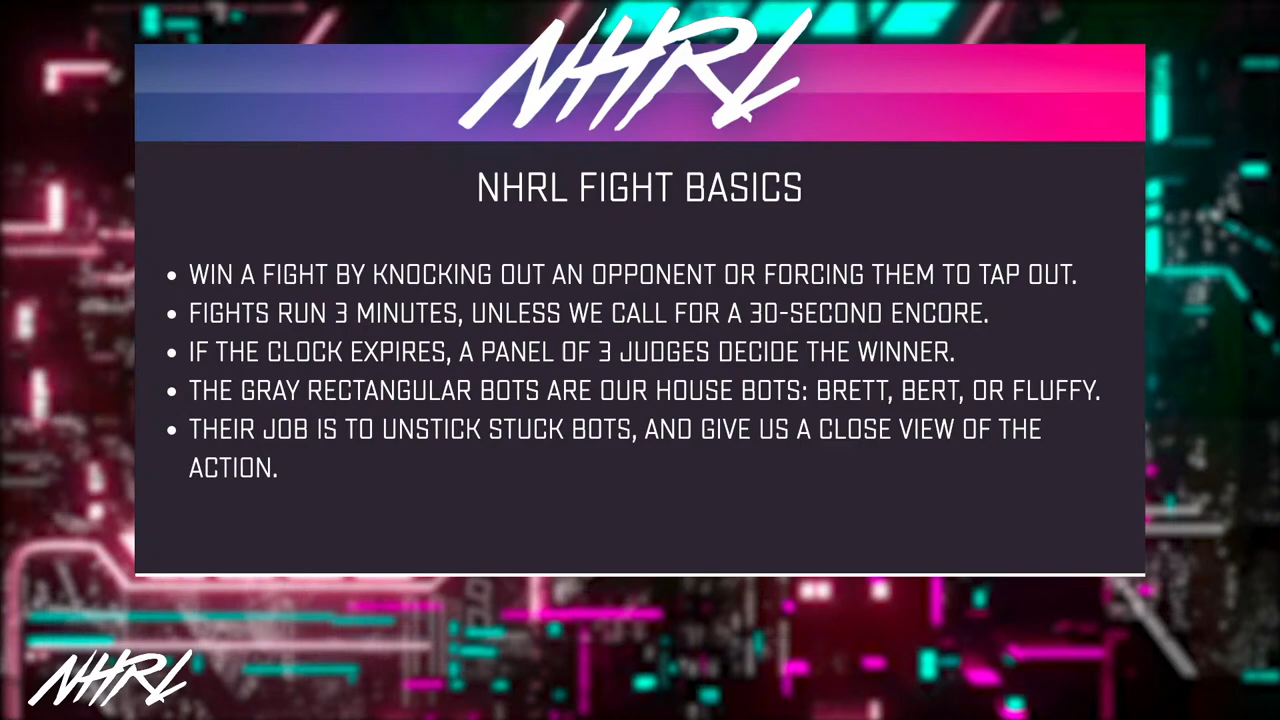 NHRL
NHRL FIGHT BASICS
• WIN A FIGHT BY KNOCKING OUT AN OPPONENT OR FORCING THEM TO TAP OUT.
• FIGHTS RUN 3 MINUTES, UNLESS WE CALL FOR A 30-SECOND ENCORE.
• IF THE CLOCK EXPIRES, A PANEL OF 3 JUDGES DECIDE THE WINNER.
• THE GRAY RECTANGULAR BOTS ARE OUR HOUSE BOTS: BRETT, BERT, OR FLUFFY.
• THEIR JOB IS TO UNSTICK STUCK BOTS, AND GIVE US A CLOSE VIEW OF THE
ACTION.
NHRL